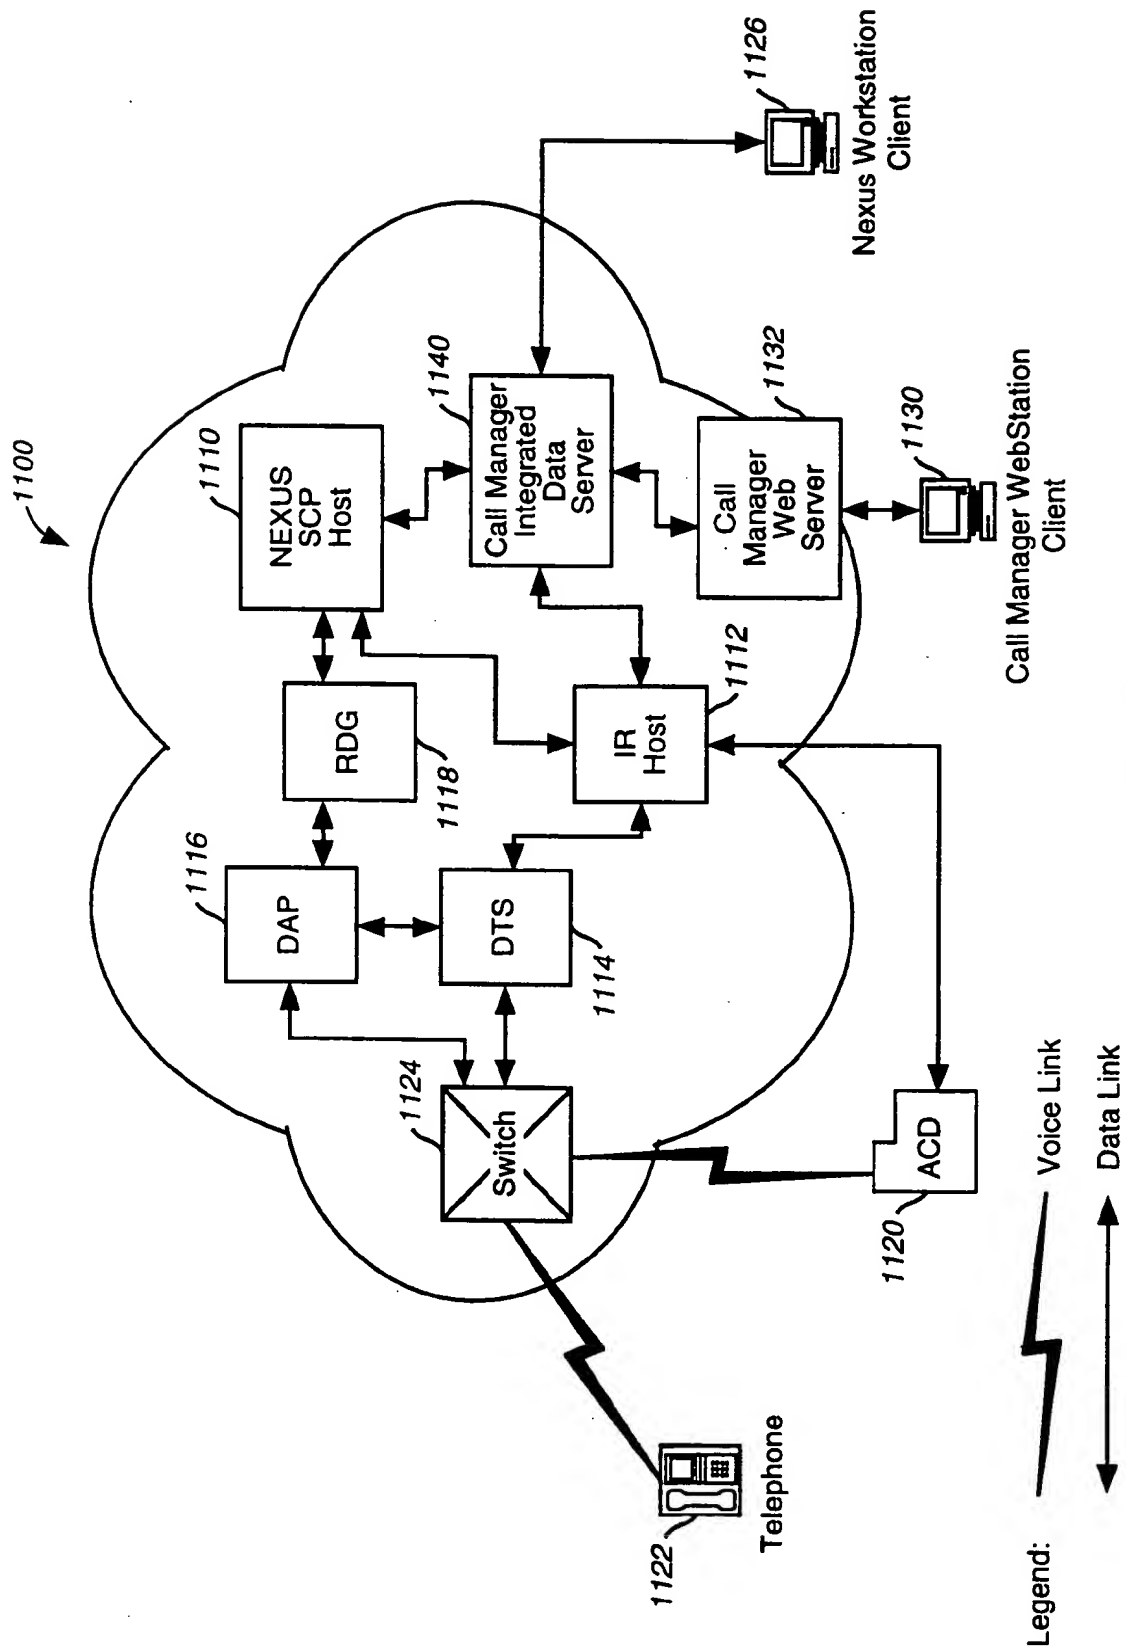 1100
1110
NEXUS
SCP
Host
1140
Call Manager
Integrated
Data
Server
1126
Nexus Workstation
Client
1132
Call
Manager
Web
Server
1130
Call Manager WebStation
Client
1116
DAP
RDG
1118
IR
Host
1112
DTS
1114
1124
Switch
ACD
1120
1122
Telephone
Legend:
Voice Link
Data Link